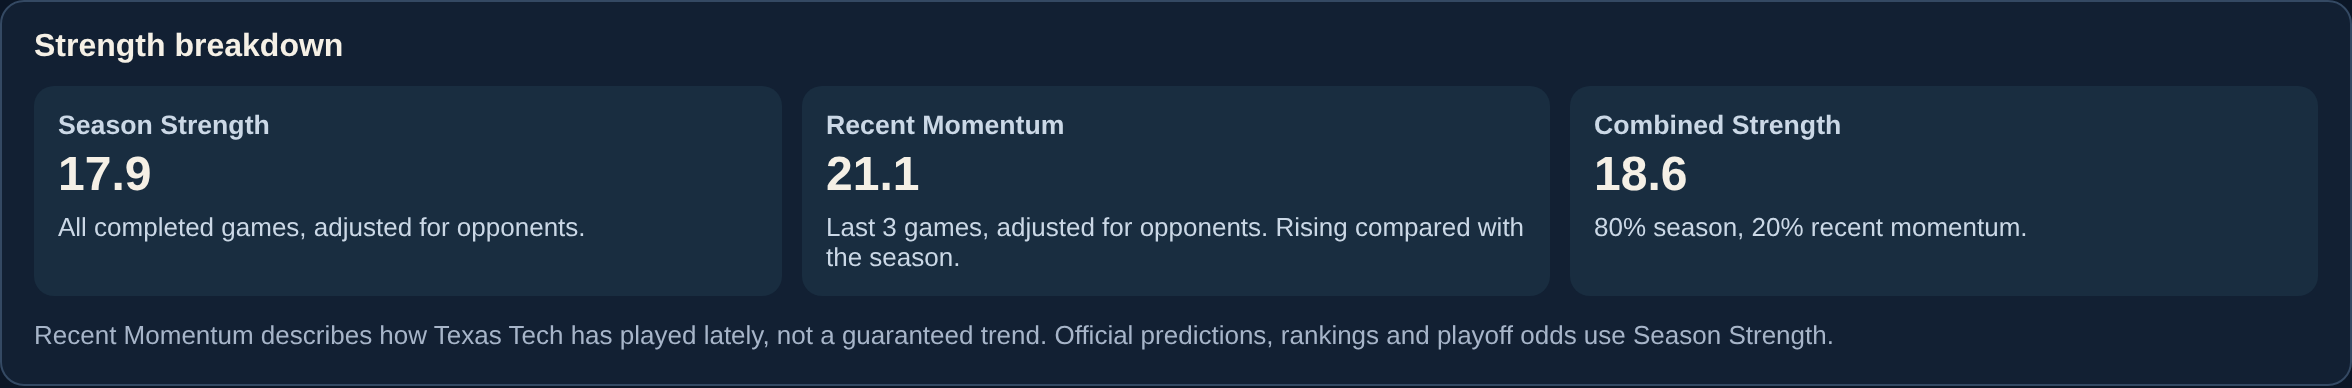 Strength breakdown
Season Strength
17.9
All completed games, adjusted for opponents.
Recent Momentum
21.1
Last 3 games, adjusted for opponents. Rising compared with
the season.
Combined Strength
18.6
80% season, 20% recent momentum.
Recent Momentum describes how Texas Tech has played lately, not a guaranteed trend. Official predictions, rankings and playoff odds use Season Strength.